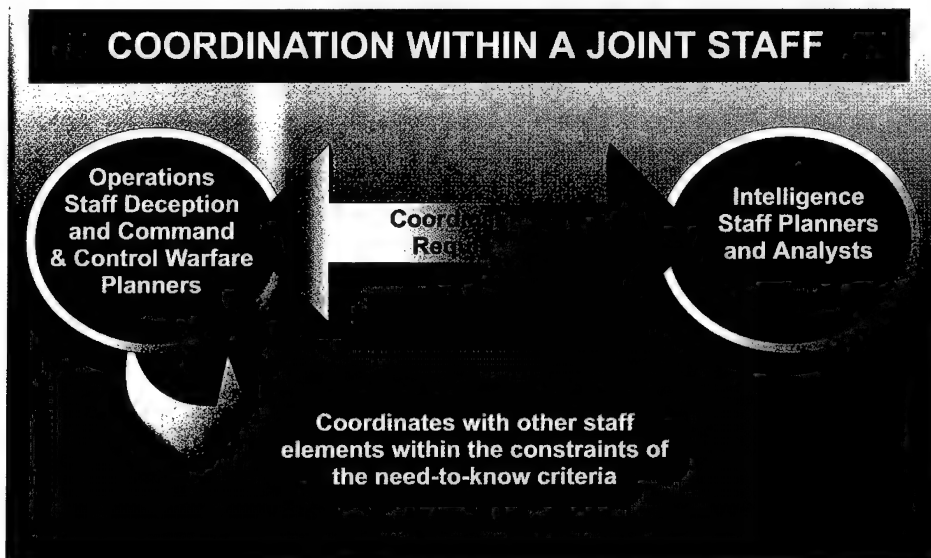 COORDINATION WITHIN A JOINT STAFF
Operations
Staff Deception
and Command
& Control Warfare
Planners
Intelligence
Staff Planners
and Analysts
Coordinates with other staff
elements within the constraints of
the need-to-know criteria